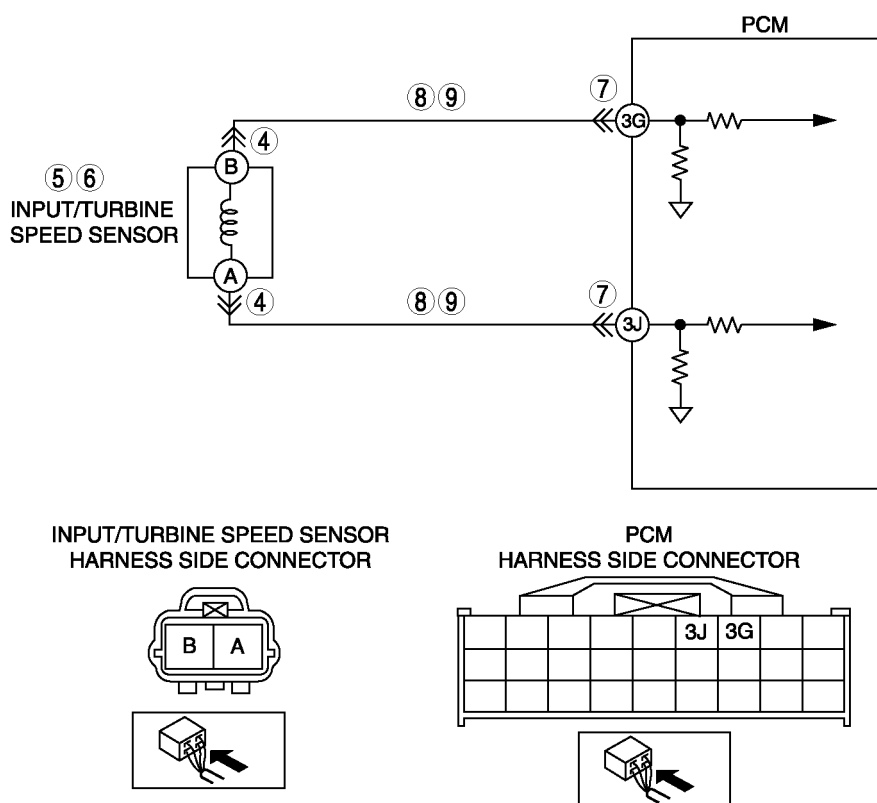 PCM
⑧⑨
⑦
3G
④
B
⑤⑥
INPUT/TURBINE
SPEED SENSOR
A
④
⑧⑨
⑦
3J
INPUT/TURBINE SPEED SENSOR
HARNESS SIDE CONNECTOR
B A
PCM
HARNESS SIDE CONNECTOR
3J 3G